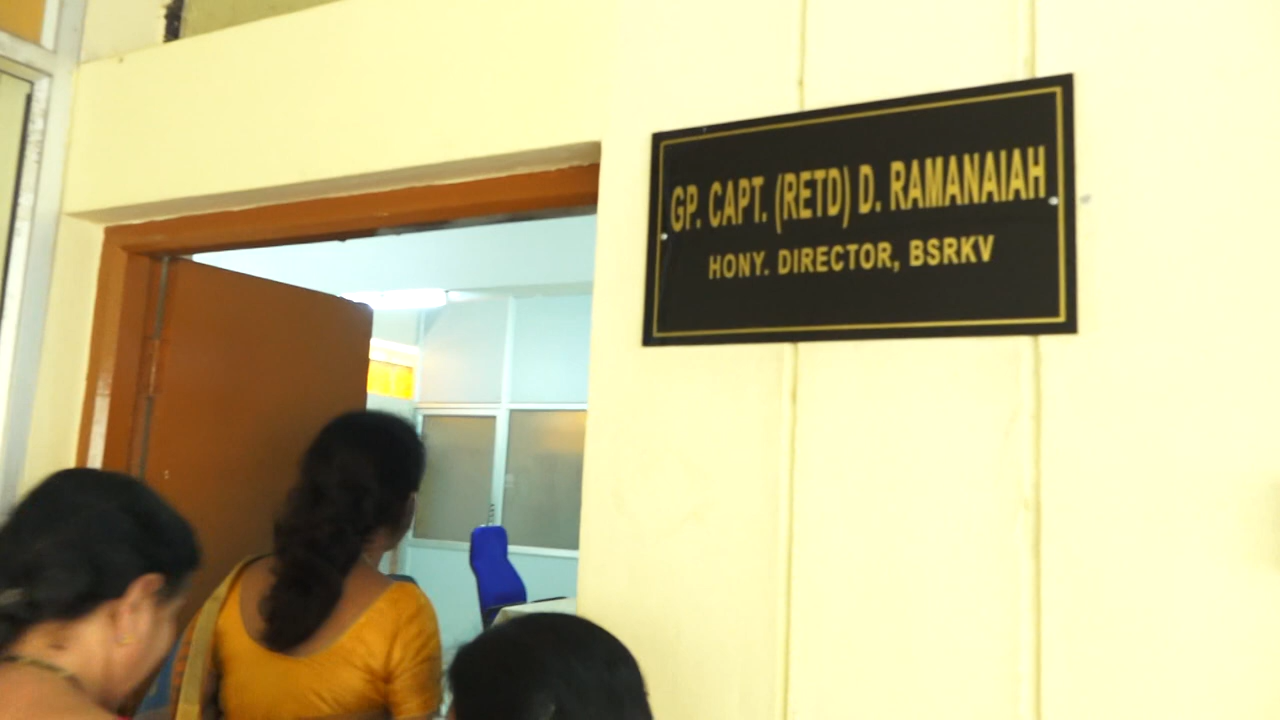 GP. CAPT. (RETD) D. RAMANAIAH
HONY. DIRECTOR, BSRKV